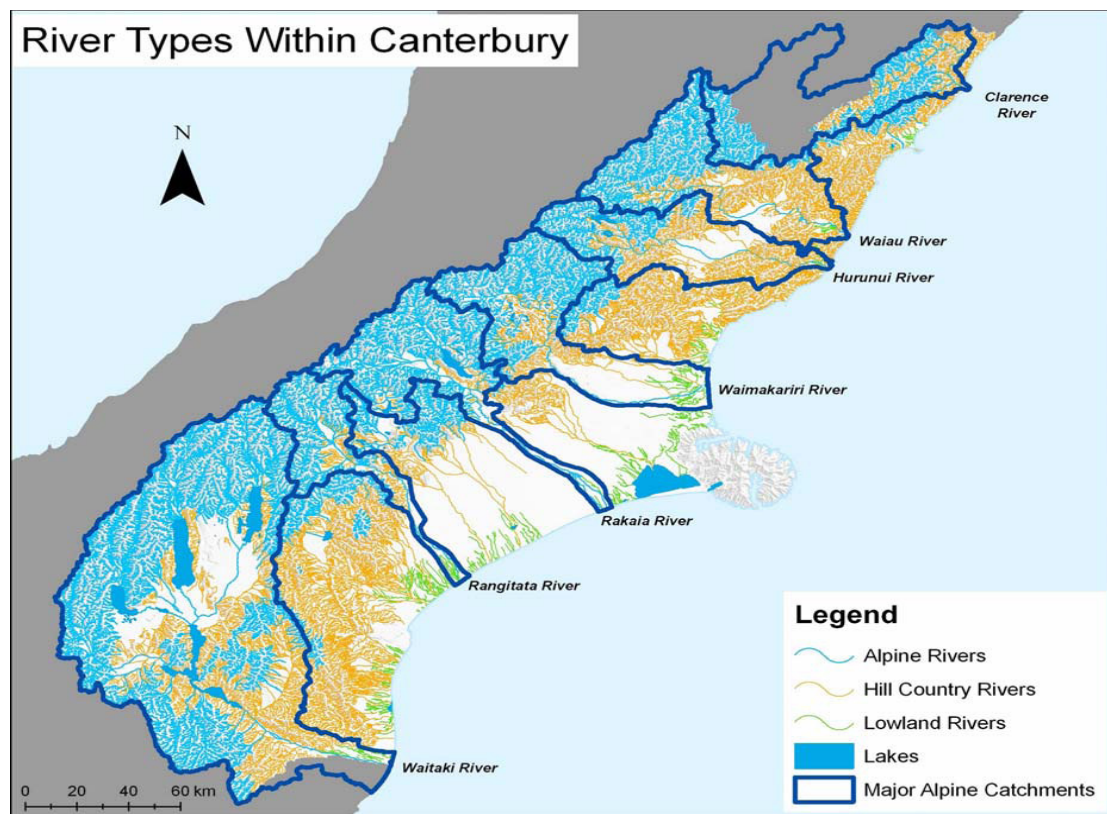 River Types Within Canterbury
N
Clarence
River
Waiau River
Hurunui River
Waimakariri River
Rakaia River
Rangitata River
Waitaki River
Legend
Alpine Rivers
Hill Country Rivers
Lowland Rivers
Lakes
Major Alpine Catchments
0 10 20 40 60 km